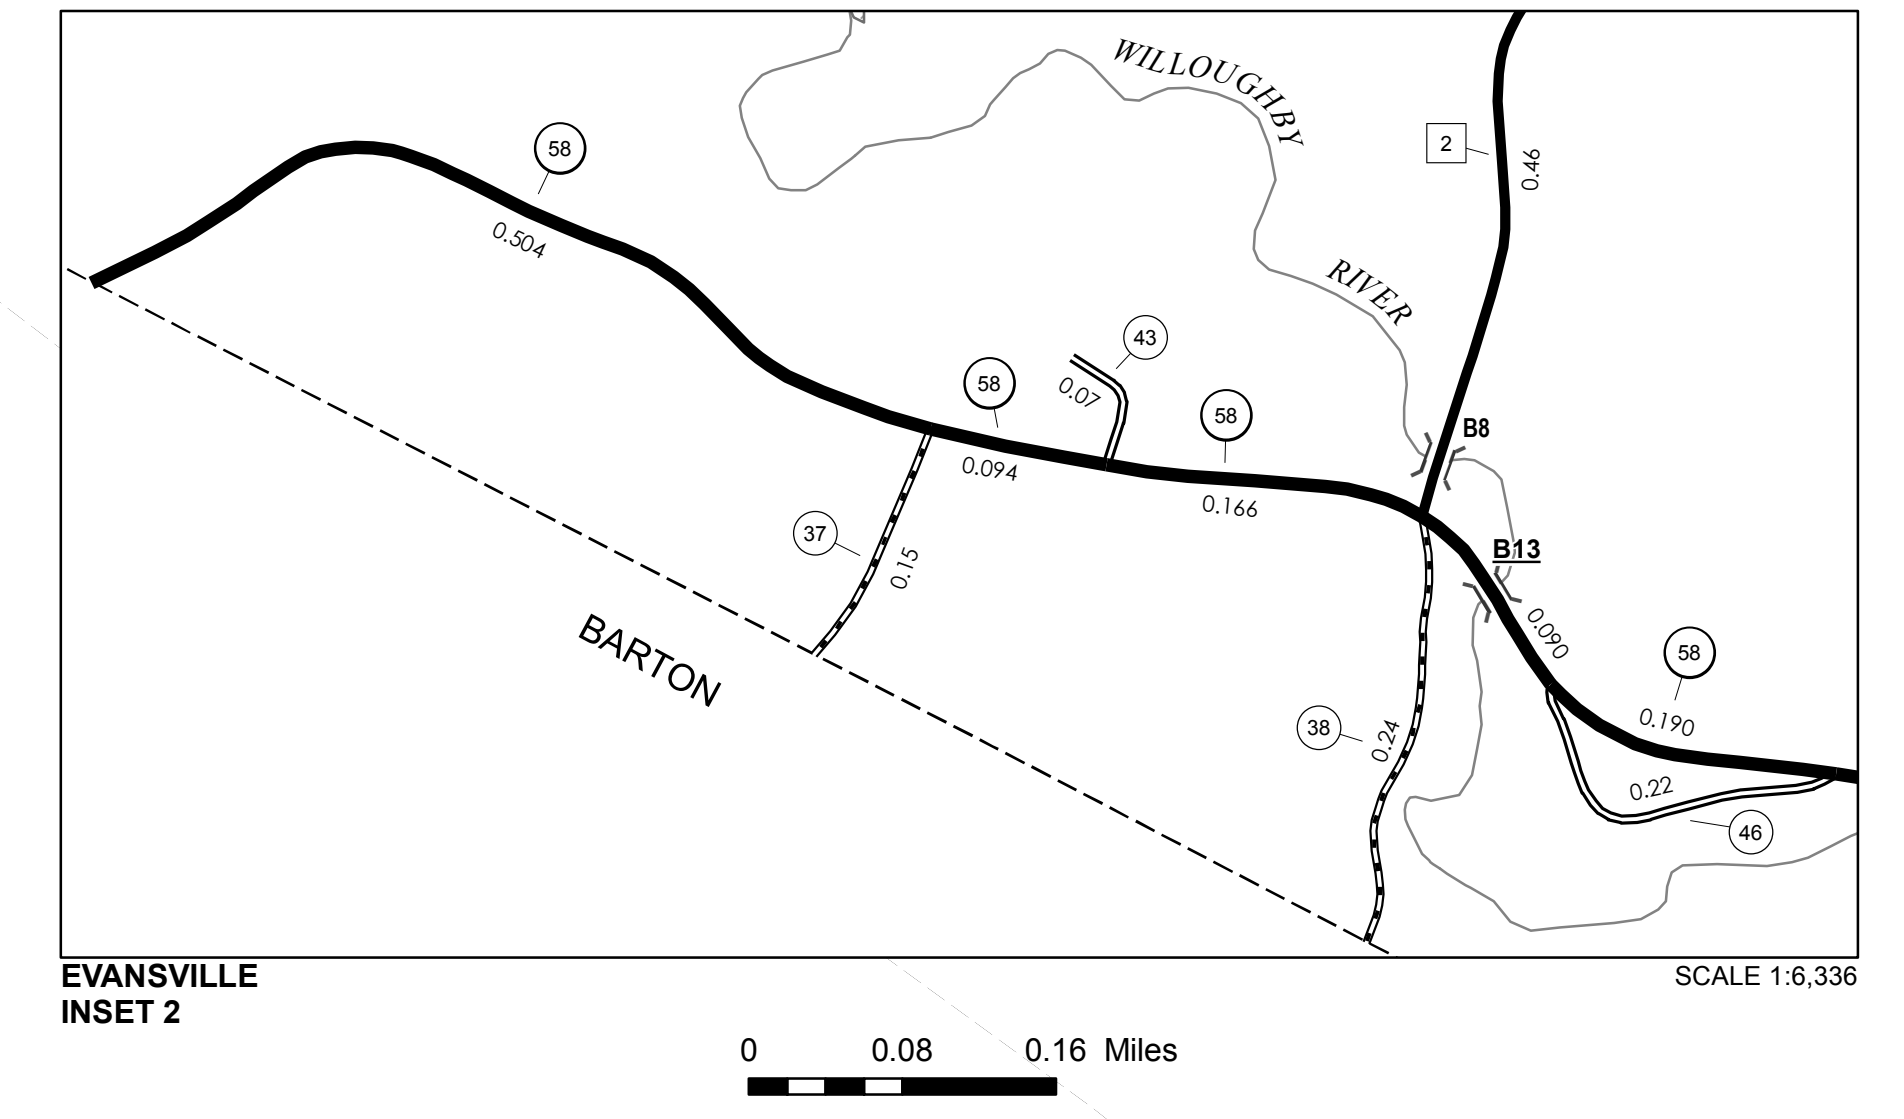 WILLOUGHBY
58
2
0.46
0.504
RIVER
43
58
0.07
58
B8
0.094
0.166
37
0.15
B13
0.090
58
BARTON
38
0.24
0.190
0.22
46
EVANSVILLE
INSET 2
SCALE 1:6,336
0 0.08 0.16 Miles